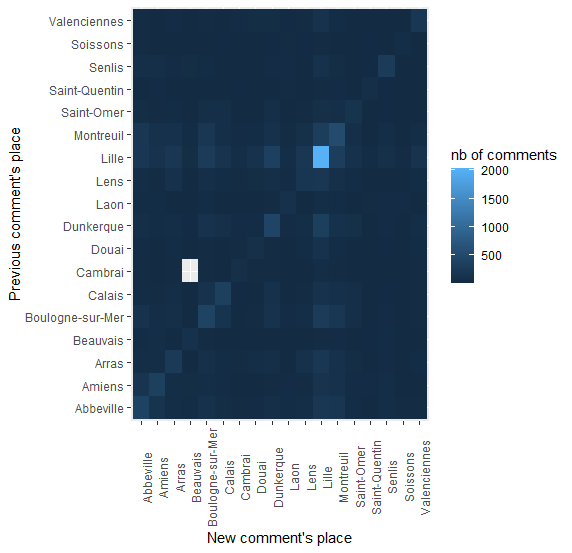 Valenciennes
Soissons
Senlis
Saint-Quentin
Saint-Omer
Montreuil
Lille
Lens
Laon
Dunkerque
Douai
Cambrai
Calais
Boulogne-sur-Mer
Beauvais
Arras
Amiens
Abbeville
Previous comment's place
Abbeville
Amiens
Arras
Beauvais
Boulogne-sur-Mer
Calais
Cambrai
Douai
Dunkerque
Laon
Lens
Lille
Montreuil
Saint-Omer
Saint-Quentin
Senlis
Soissons
Valenciennes
New comment's place
nb of comments
2000
1500
1000
500